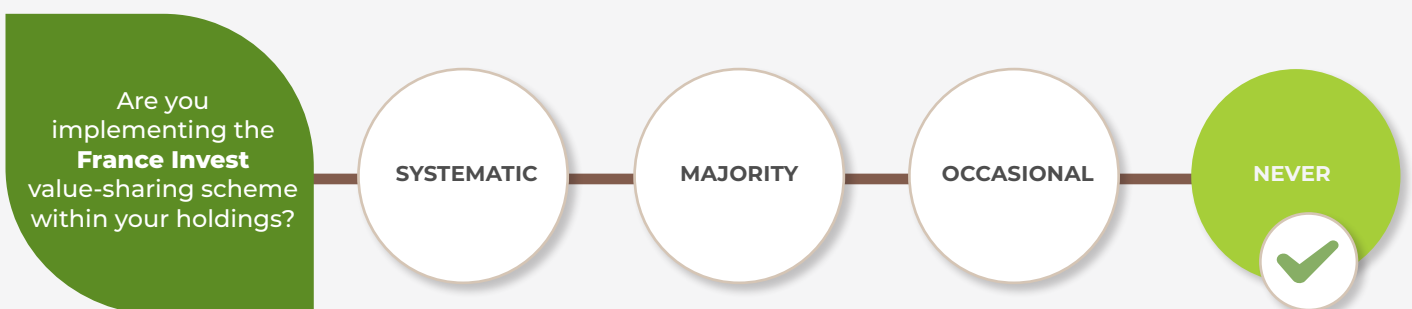 Are you
implementing the
France Invest
value-sharing scheme
within your holdings?
SYSTEMATIC
MAJORITY
OCCASIONAL
NEVER